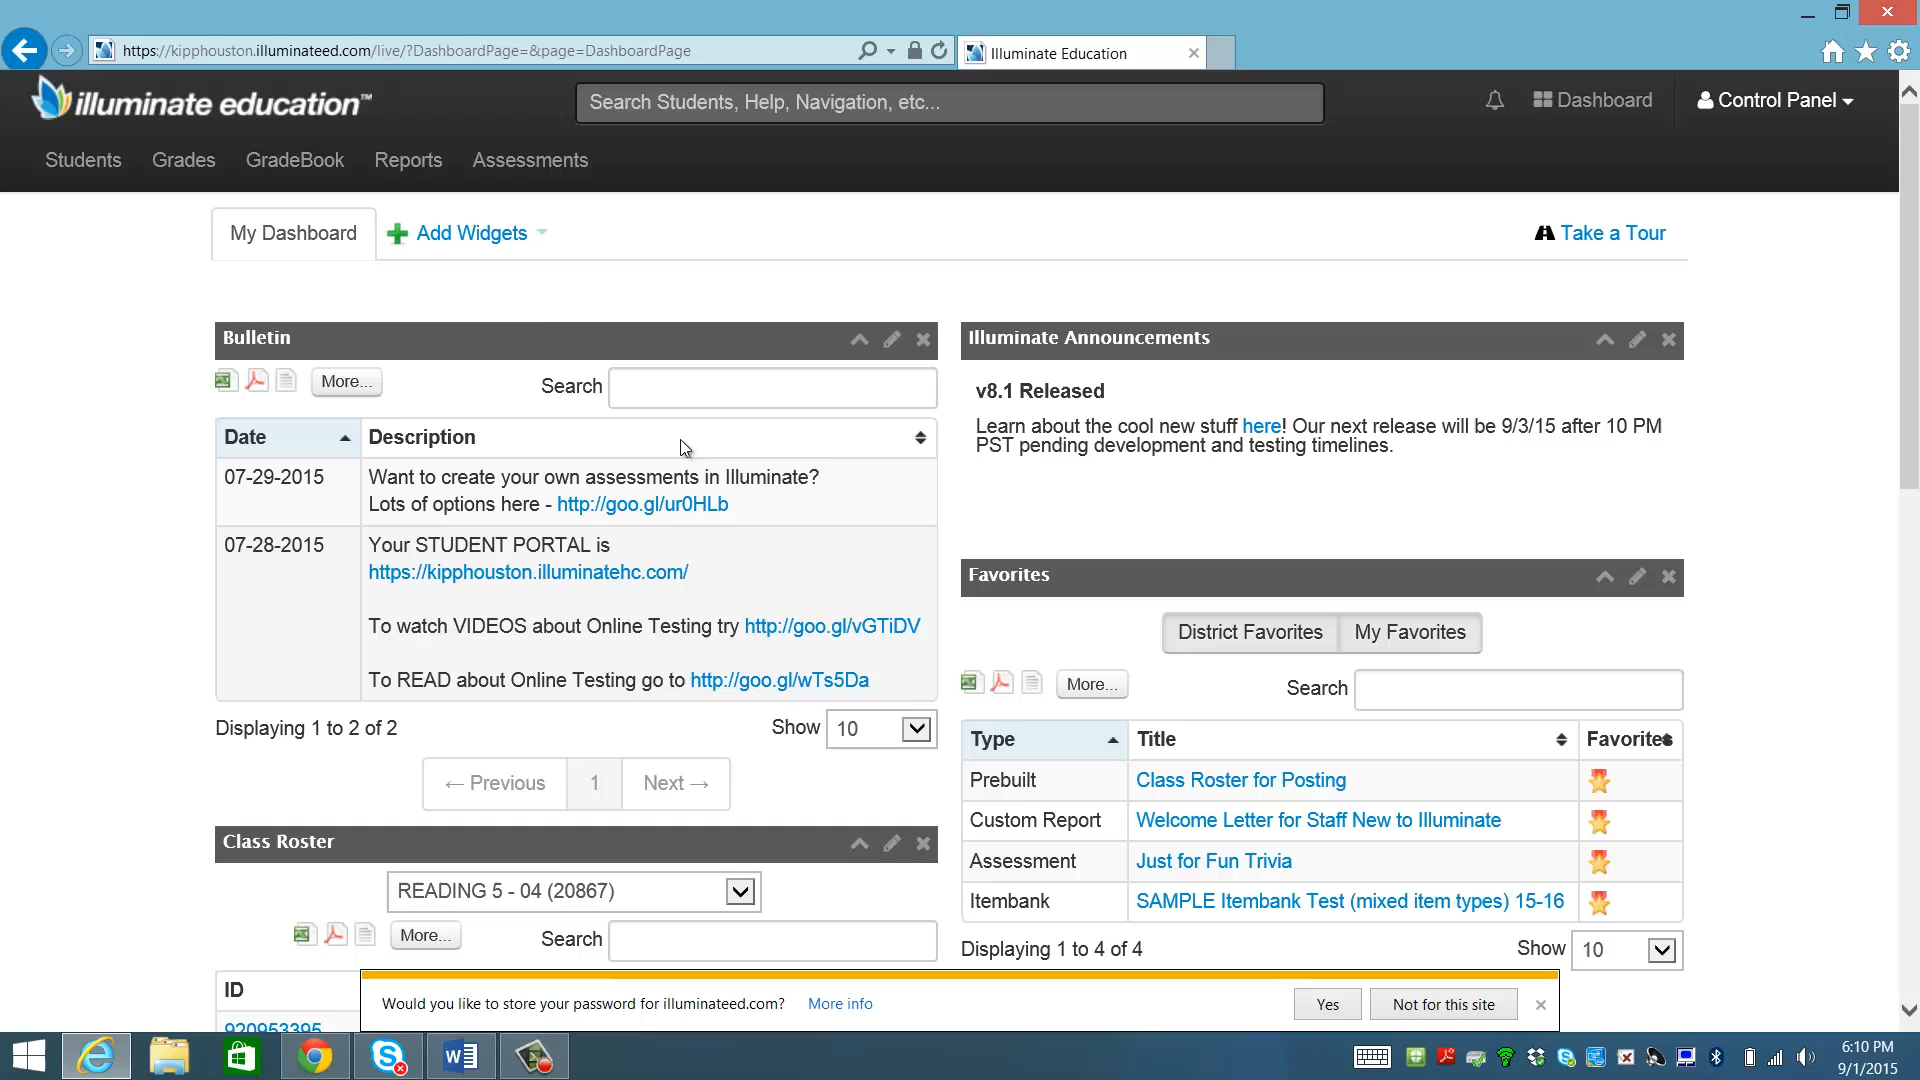 https://kipphouston.illuminateed.com/live/?DashboardPage=&page=DashboardPage
Illuminate Education
illuminate education™
Search Students, Help, Navigation, etc...
Dashboard
Control Panel
Students Grades GradeBook Reports Assessments
My Dashboard
Add Widgets
Take a Tour
Bulletin
More...
Search
Date Description
07-29-2015 Want to create your own assessments in Illuminate?
Lots of options here - http://goo.gl/ur0HLb
07-28-2015 Your STUDENT PORTAL is
https://kipphouston.illuminatehc.com/
To watch VIDEOS about Online Testing try http://goo.gl/vGTiDV
To READ about Online Testing go to http://goo.gl/wTs5Da
Displaying 1 to 2 of 2
Show 10
← Previous 1 Next →
Class Roster
READING 5 - 04 (20867)
More...
Search
ID
920953395
Illuminate Announcements
v8.1 Released
Learn about the cool new stuff here! Our next release will be 9/3/15 after 10 PM
PST pending development and testing timelines.
Favorites
District Favorites My Favorites
More...
Search
Type Title Favorites
Prebuilt Class Roster for Posting
Custom Report Welcome Letter for Staff New to Illuminate
Assessment Just for Fun Trivia
Itembank SAMPLE Itembank Test (mixed item types) 15-16
Displaying 1 to 4 of 4
Show 10
Would you like to store your password for illuminateed.com? More info
Yes
Not for this site
6:10 PM
9/1/2015